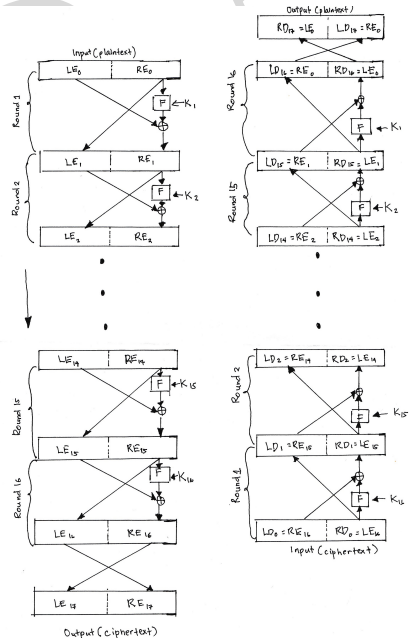 Input (plaintext)
LE₀ RE₀
Round 1
F K₁
LE₁ RE₁
Round 2
F K₂
LE₂ RE₂
LE₁₄ RE₁₄
Round 15
F K₁₅
LE₁₅ RE₁₅
Round 16
F K₁₆
LE₁₆ RE₁₆
LE₁₇ RE₁₇
Output (ciphertext)
Output (plaintext)
RD₁₇=LE₀ LD₁₇=RE₀
LD₁₆=RE₀ RD₁₆=LE₀
Round 6
F K₁
LD₁₅=RE₁ RD₁₅=LE₁
Round 15
F K₂
LD₁₄=RE₂ RD₁₄=LE₂
LD₂=RE₁₄ RD₂=LE₁₄
Round 2
F K₁₅
LD₁=RE₁₅ RD₁=LE₁₅
Round 1
F K₁₆
LD₀=RE₁₆ RD₀=LE₁₆
Input (ciphertext)